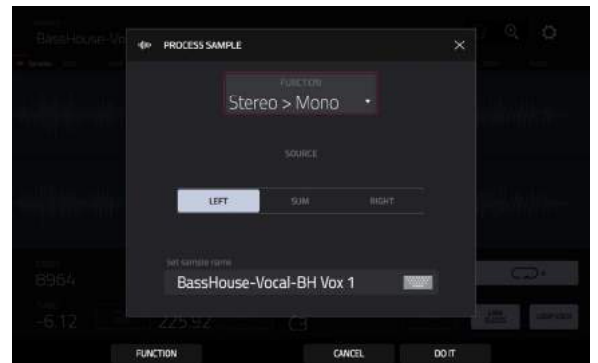 BassHouse-Vo
PROCESS SAMPLE
FUNCTION
Stereo > Mono
SOURCE
LEFT SUM RIGHT
Set sample name
BassHouse-Vocal-BH Vox 1
8964
-6.12 225.92
FUNCTION CANCEL DO IT